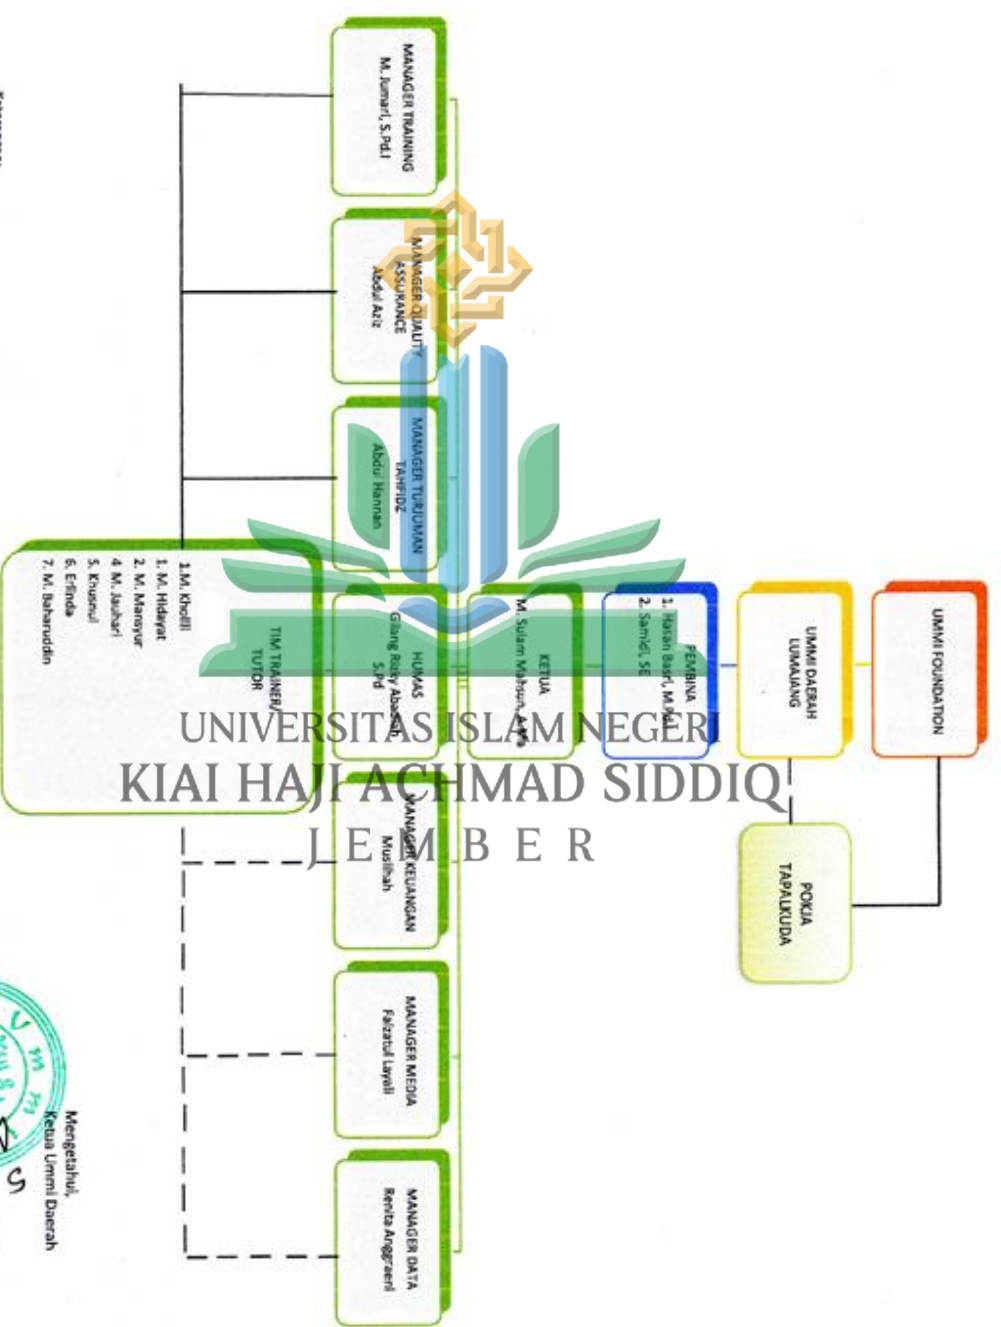 UMMI FOUNDATION
UMMI DAERAH
LUMAJANG
POKJA
TAPALKUDA
PEMBINA
1. Hasan Basri, M.Pd.I
2. Samidi, SE
KETUA
M. Sulam Mahsun, A.Ma
MANAGER TRAINING
M. Jumari, S.Pd.I
MANAGER QUALITY
ASSURANCE
Abdul Aziz
MANAGER TURJUMAN
TAHFIDZ
Abdul Hannan
HUMAS
Gilang Rizky
S.Pd
MANAGER KEUANGAN
Muslihah
MANAGER MEDIA
Faizatul Layali
MANAGER DATA
Renita Anggraeni
TIM TRAINER/
TUTOR
1.M. Kholili
1. M. Hidayat
2. M. Mansyur
4 M. Jauhari
5. Khusnul
6. Erlinda
7. M. Baharuddin
Mengetahui,
Ketua Ummi Daerah
UNIVERSITAS ISLAM NEGERI
KIAI HAJI ACHMAD SIDDIQ
JEMBER